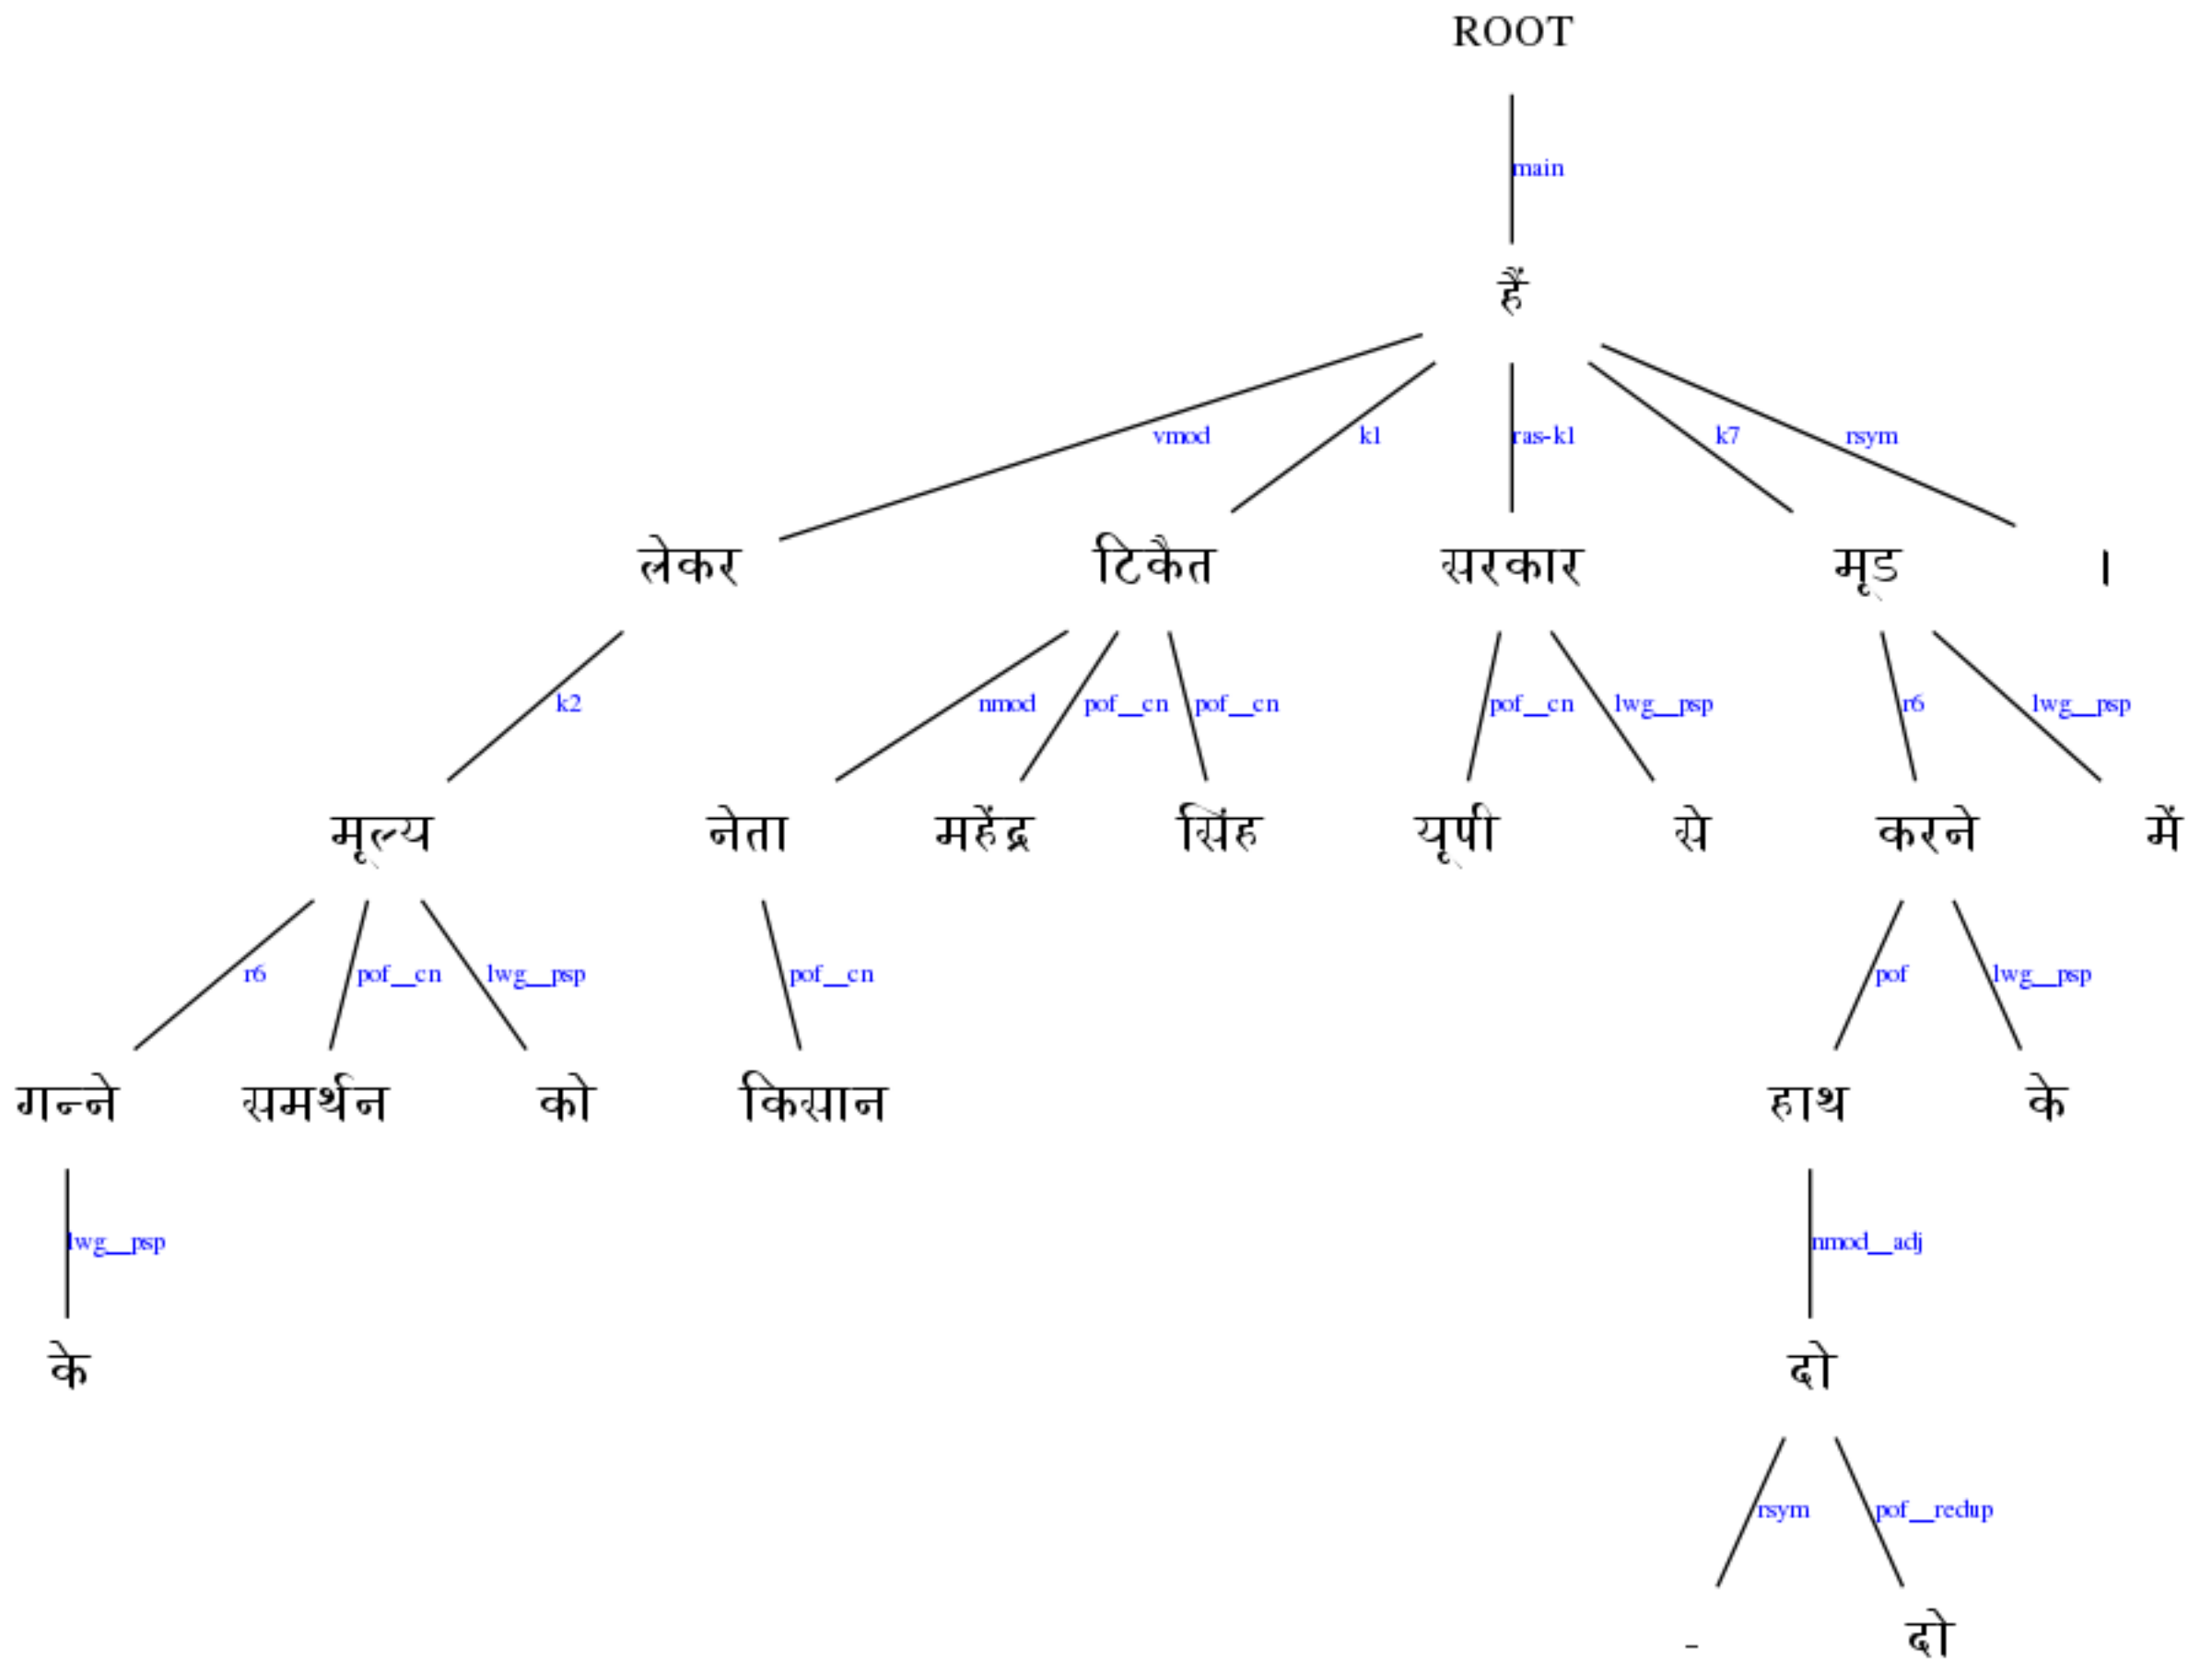 ROOT
main
हैं
vmod k1 ras-k1 k7 rsym
लेकर टिकैत सरकार मूड ।
k2 nmod pof__cn pof__cn pof__cn lwg__psp r6 lwg__psp
मूल्य नेता महेंद्र सिंह यूपी से करने में
r6 pof__cn lwg__psp pof__cn pof lwg__psp
गन्ने समर्थन को किसान हाथ के
lwg__psp nmod__adj
के दो
rsym pof__redup
- दो